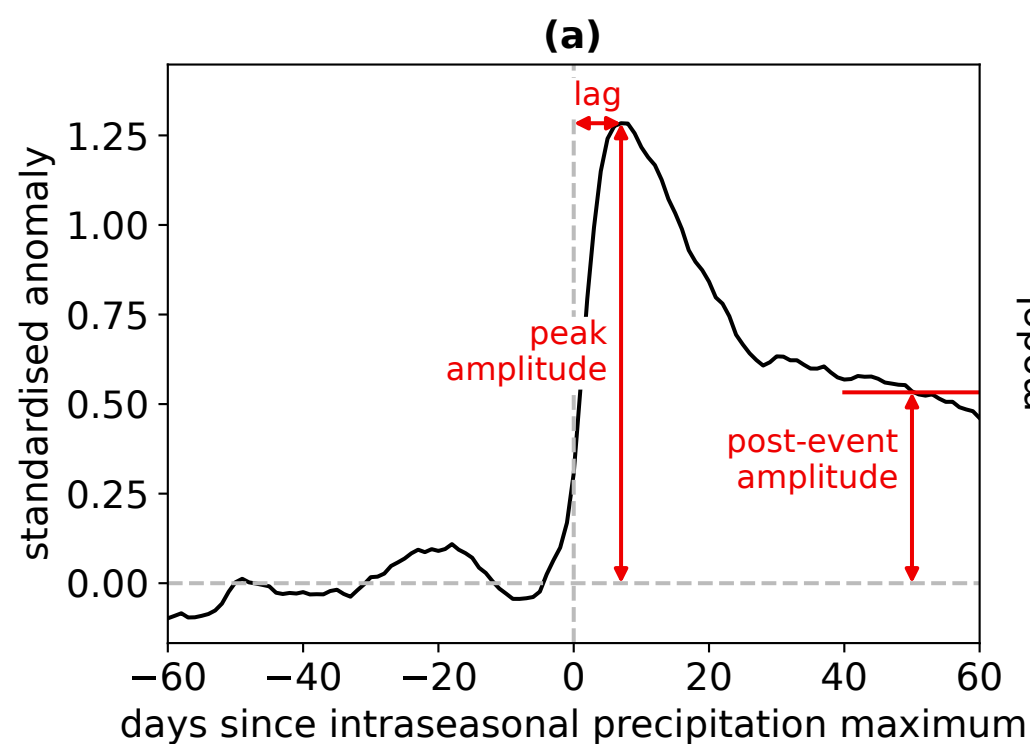 (a)
standardised anomaly
1.25
1.00
0.75
0.50
0.25
0.00
lag
peak
amplitude
post-event
amplitude
−60
−40
−20
0
20
40
60
days since intraseasonal precipitation maximum